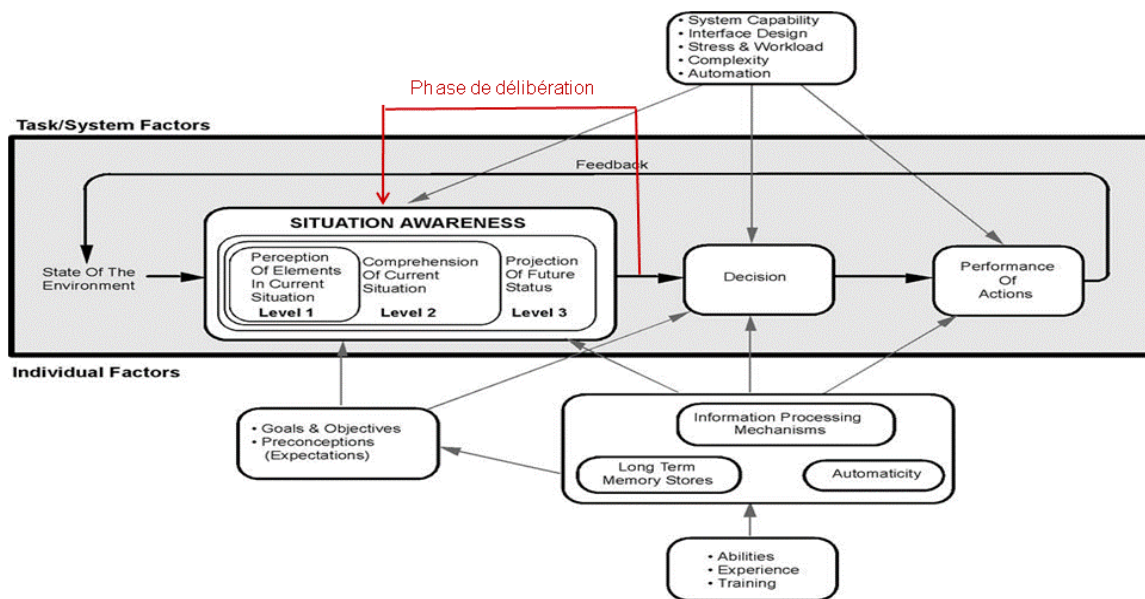 • System Capability
• Interface Design
• Stress & Workload
• Complexity
• Automation
Phase de délibération
Task/System Factors
Feedback
SITUATION AWARENESS
State Of The
Environment
Perception
Of Elements
In Current
Situation
Level 1
Comprehension
Of Current
Situation
Level 2
Projection
Of Future
Status
Level 3
Decision
Performance
Of
Actions
Individual Factors
• Goals & Objectives
• Preconceptions
(Expectations)
Information Processing
Mechanisms
Long Term
Memory Stores
Automaticity
• Abilities
• Experience
• Training